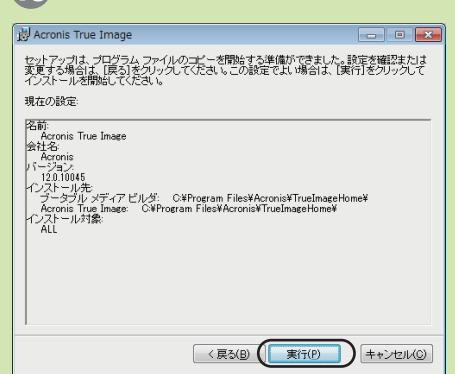 Acronis True Image
セットアップは、プログラム ファイルのコピーを開始する準備ができました。設定を確認または
変更する場合は、[戻る]をクリックしてください。この設定でよい場合は、[実行]をクリックして
インストールを開始してください。
現在の設定:
名前:
Acronis True Image
会社名:
Acronis
バージョン:
12.0.10045
インストール先:
ブータブル メディア ビルダ: C:¥Program Files¥Acronis¥TrueImageHome¥
Acronis True Image: C:¥Program Files¥Acronis¥TrueImageHome¥
インストール対象:
ALL
< 戻る(B) 実行(P) キャンセル(C)